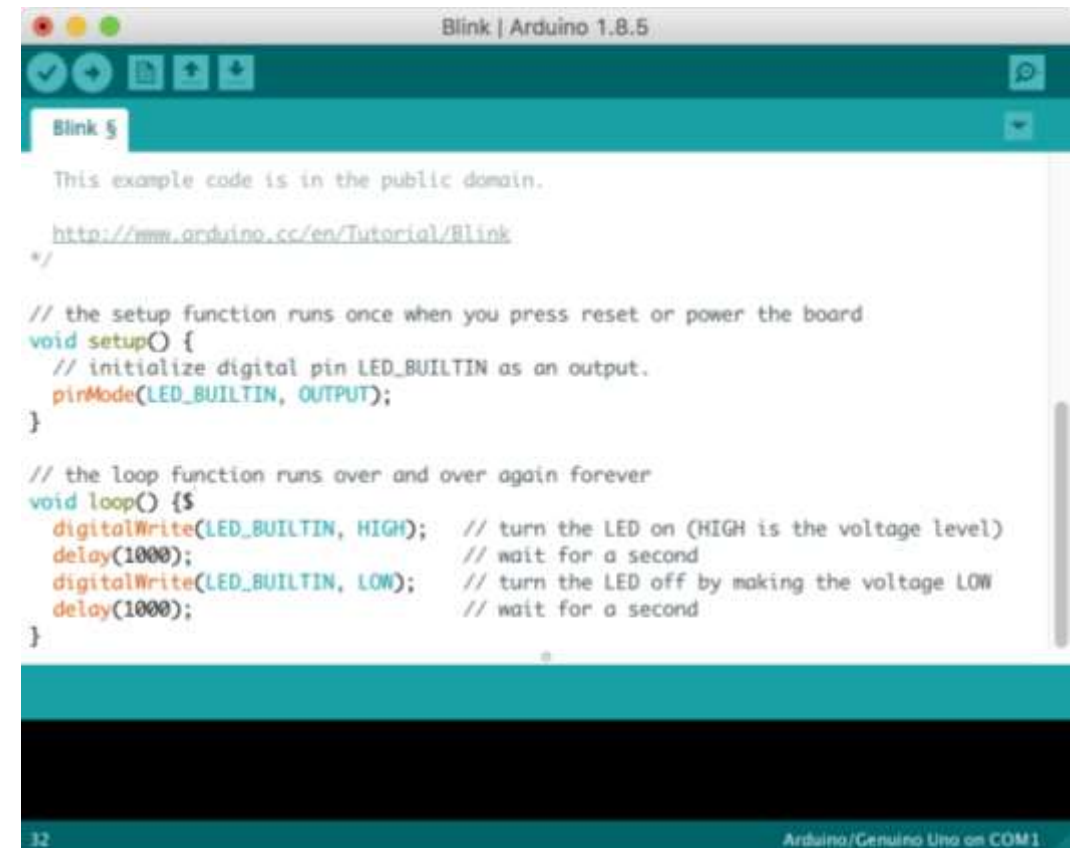 Blink | Arduino 1.8.5
Blink §
This example code is in the public domain.
http://www.arduino.cc/en/Tutorial/Blink
*/
// the setup function runs once when you press reset or power the board
void setup() {
  // initialize digital pin LED_BUILTIN as an output.
  pinMode(LED_BUILTIN, OUTPUT);
}
// the loop function runs over and over again forever
void loop() {$
  digitalWrite(LED_BUILTIN, HIGH);   // turn the LED on (HIGH is the voltage level)
  delay(1000);                       // wait for a second
  digitalWrite(LED_BUILTIN, LOW);    // turn the LED off by making the voltage LOW
  delay(1000);                       // wait for a second
}
32
Arduino/Genuino Uno on COM1